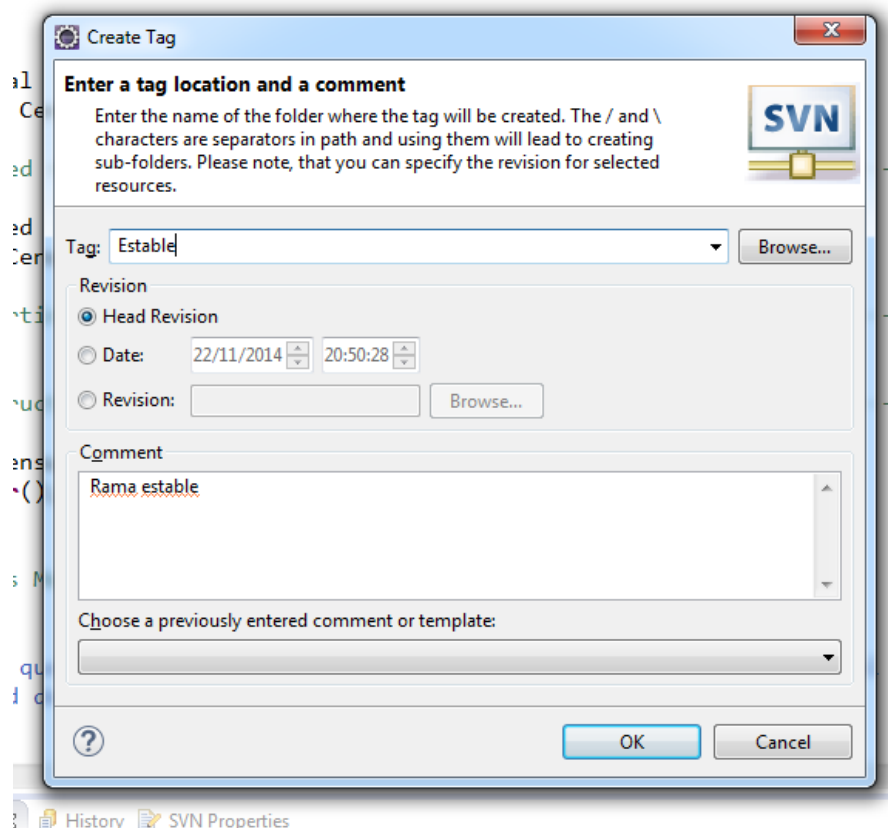 Create Tag
Enter a tag location and a comment
Enter the name of the folder where the tag will be created. The / and \
characters are separators in path and using them will lead to creating
sub-folders. Please note, that you can specify the revision for selected
resources.
SVN
Tag: Estable Browse...
Revision
Head Revision
Date: 22/11/2014 20:50:28
Revision: Browse...
Comment
Rama estable
Choose a previously entered comment or template:
OK Cancel
History SVN Properties